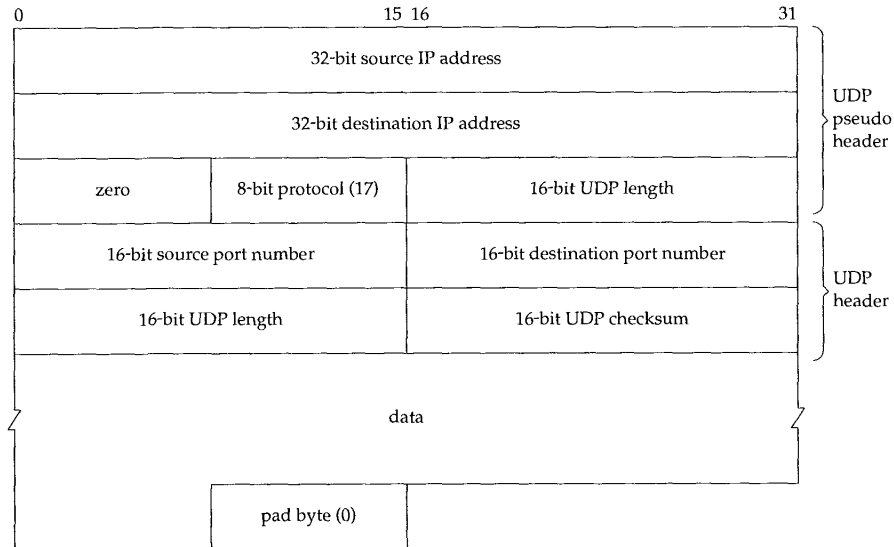 0 15 16 31
32-bit source IP address
32-bit destination IP address
UDP
pseudo
header
zero 8-bit protocol (17) 16-bit UDP length
16-bit source port number 16-bit destination port number
16-bit UDP length 16-bit UDP checksum
UDP
header
data
pad byte (0)